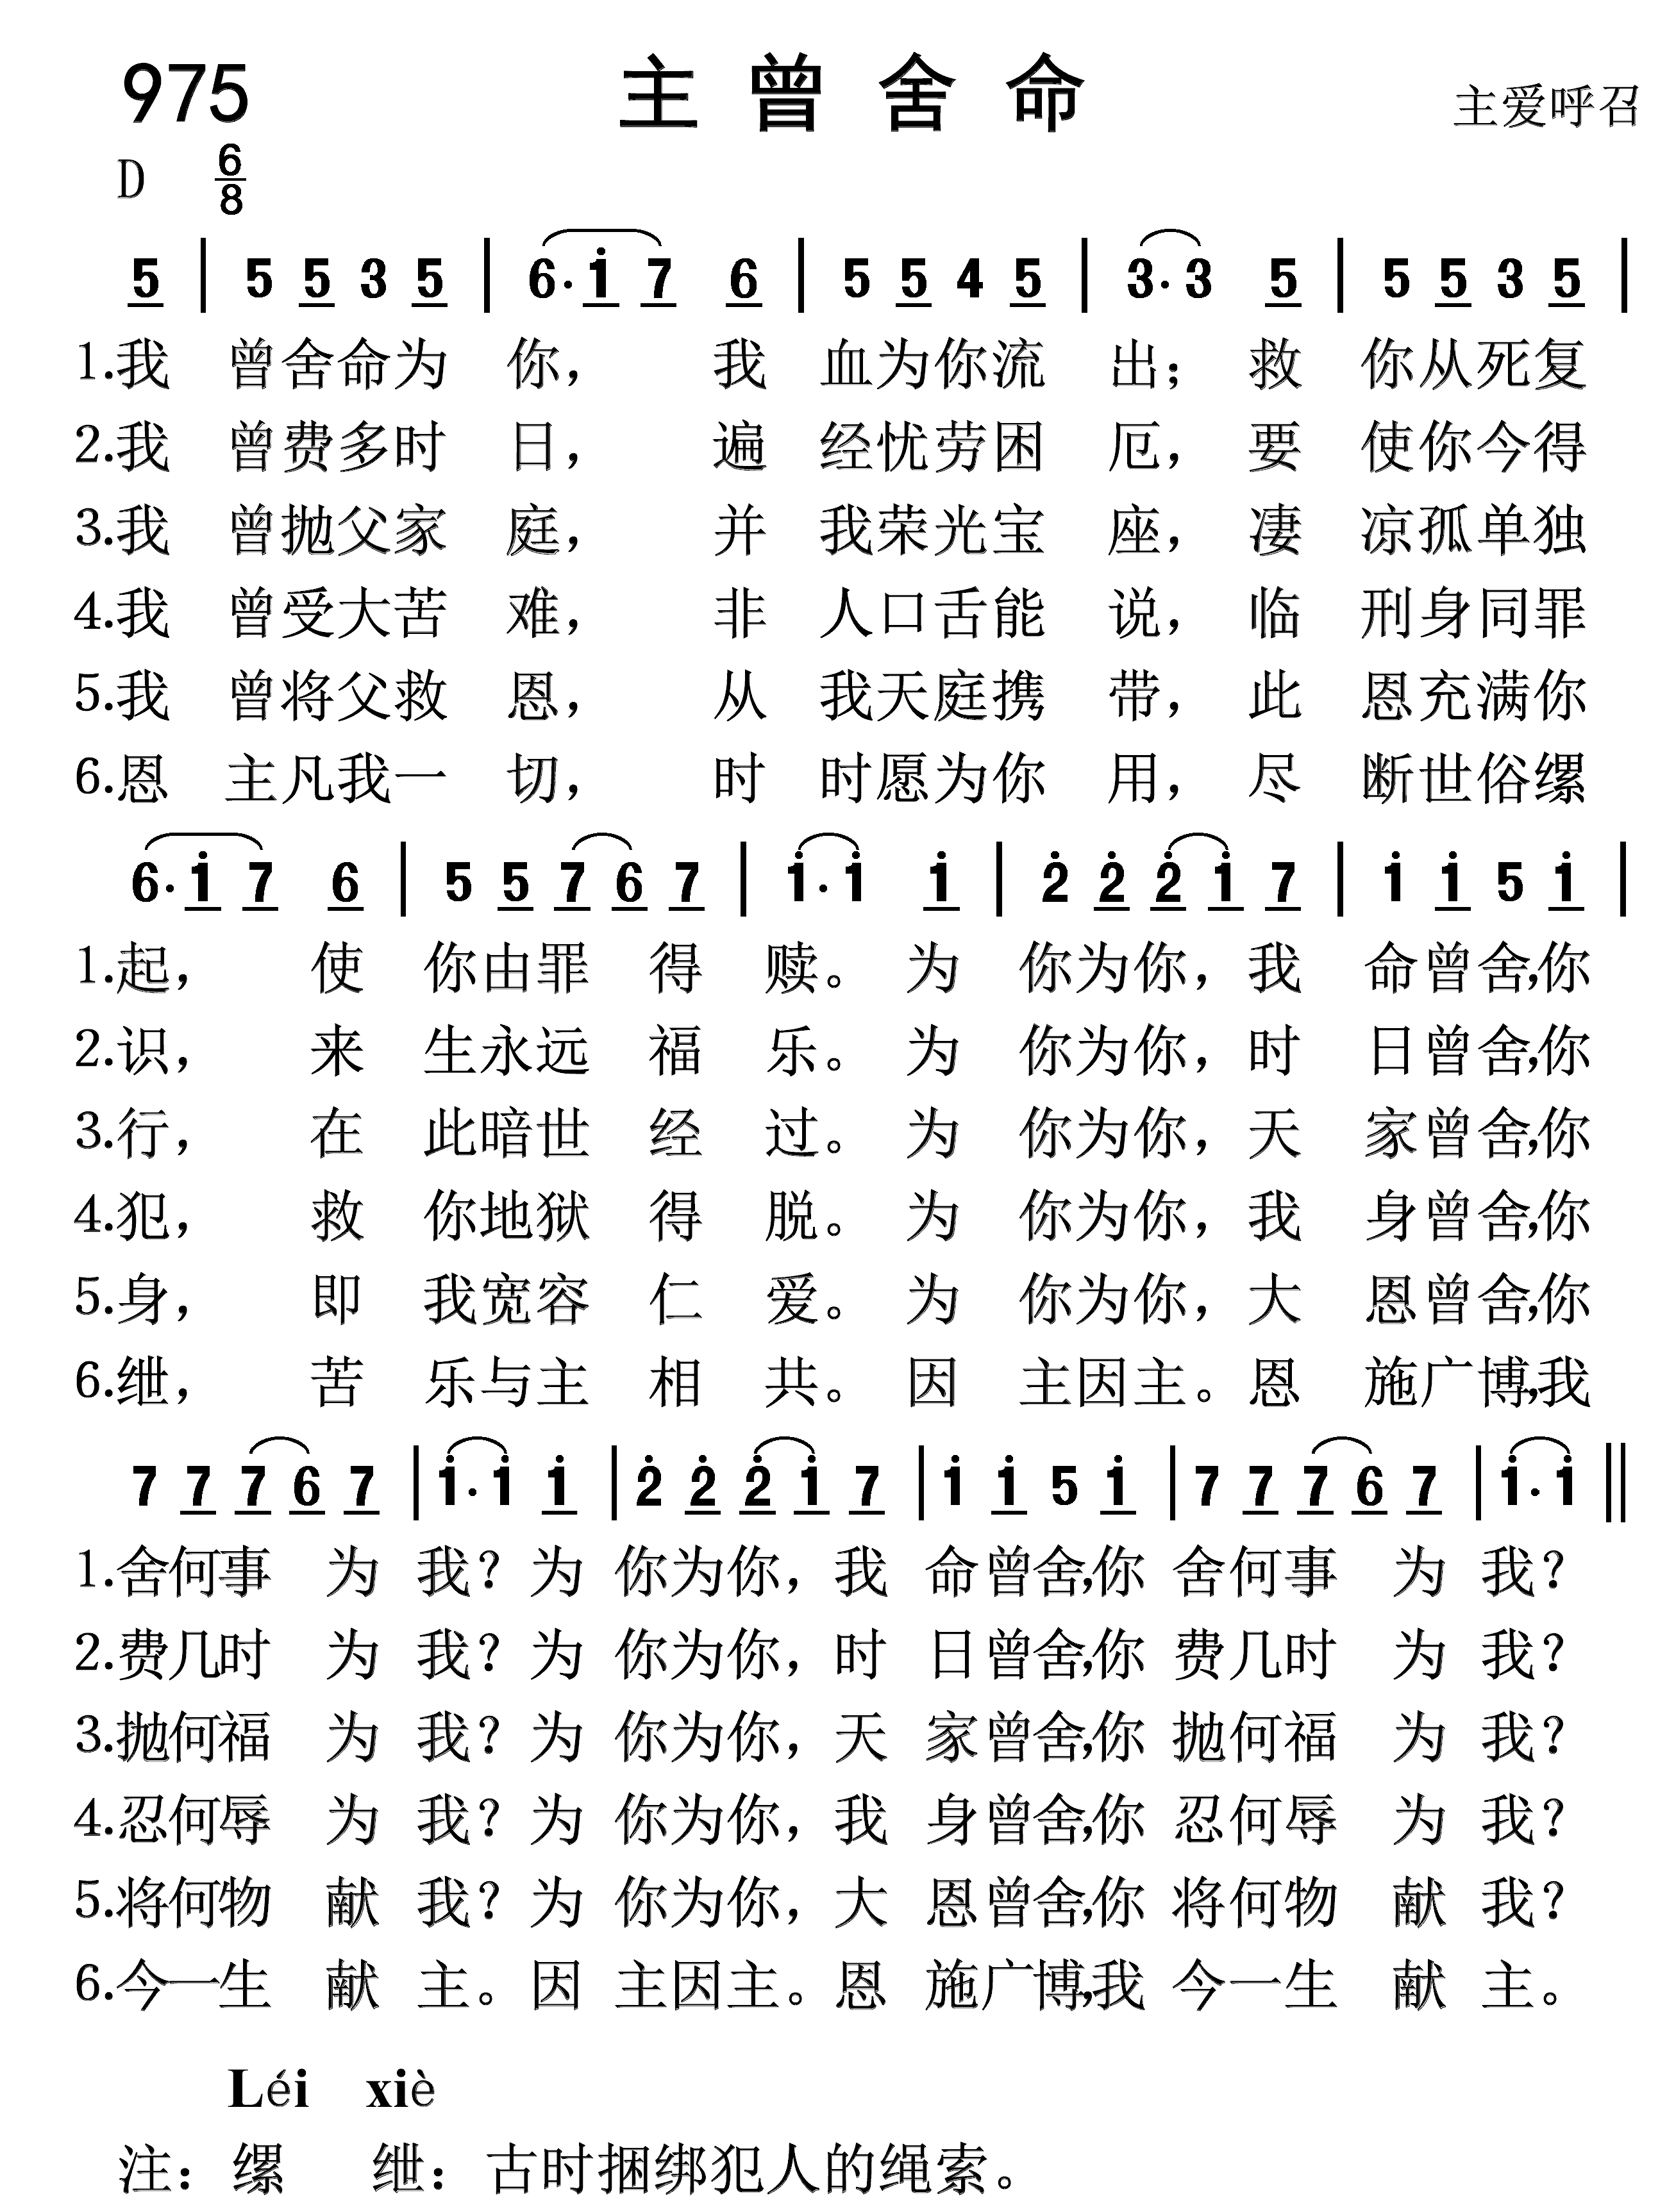 975 主曾舍命 主爱呼召
D 6/8
5 | 5 5 3 5 | 6· i 7 6 | 5 5 4 5 | 3·3 5 | 5 5 3 5 |
1.我 曾舍命为 你， 我 血为你流 出； 救 你从死复
2.我 曾费多时 日， 遍 经忧劳困 厄， 要 使你今得
3.我 曾抛父家 庭， 并 我荣光宝 座， 凄 凉孤单独
4.我 曾受大苦 难， 非 人口舌能 说， 临 刑身同罪
5.我 曾将父救 恩， 从 我天庭携 带， 此 恩充满你
6.恩 主凡我一 切， 时 时愿为你 用， 尽 断世俗缧
6· i 7 6 | 5 5 7 6 7 | i· i i | 2̇ 2̇ 2̇ i 7 | i i 5 i |
1.起， 使 你由罪 得 赎。 为 你为你，我 命曾舍，你
2.识， 来 生永远 福 乐。 为 你为你，时 日曾舍，你
3.行， 在 此暗世 经 过。 为 你为你，天 家曾舍，你
4.犯， 救 你地狱 得 脱。 为 你为你，我 身曾舍，你
5.身， 即 我宽容 仁 爱。 为 你为你，大 恩曾舍，你
6.绁， 苦 乐与主 相 共。 因 主因主。恩 施广博，我
7 7 7 6 7 | i· i i | 2̇ 2̇ 2̇ i 7 | i i 5 i | 7 7 7 6 7 | i· i ||
1.舍何事 为 我？为 你为你，我 命曾舍，你 舍何事 为 我？
2.费几时 为 我？为 你为你，时 日曾舍，你 费几时 为 我？
3.抛何福 为 我？为 你为你，天 家曾舍，你 抛何福 为 我？
4.忍何辱 为 我？为 你为你，我 身曾舍，你 忍何辱 为 我？
5.将何物 献 我？为 你为你，大 恩曾舍，你 将何物 献 我？
6.今一生 献 主。因 主因主。恩 施广博，我 今一生 献 主。
Léi xiè
注：缧 绁：古时捆绑犯人的绳索。